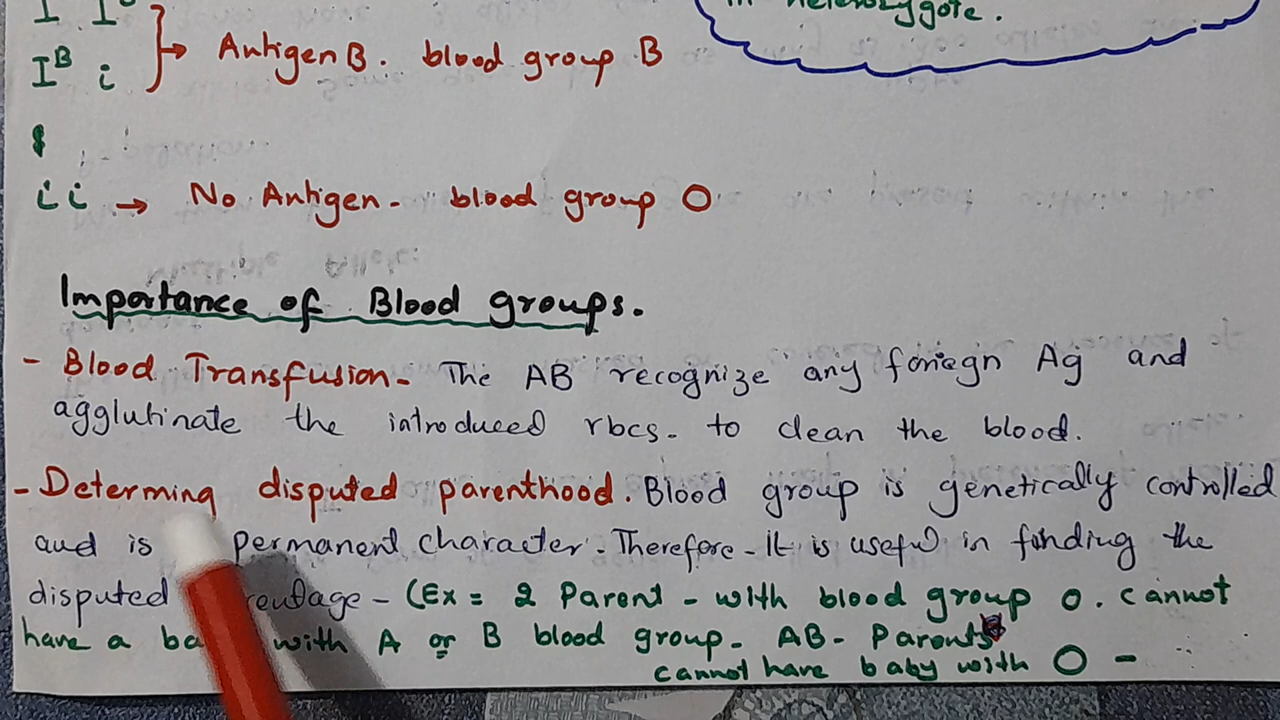 I I
in heterozygote.
Antigen B. blood group B
I^B i
ii → No Antigen - blood group O
Importance of Blood groups.
- Blood Transfusion - The AB recognize any foriegn Ag and
agglutinate the introduced rbcs - to clean the blood.
- Determing disputed parenthood. Blood group is genetically controlled
and is permanent character. Therefore - It is useful in finding the
disputed - (Ex = 2 Parent - with blood group o. cannot
have a with A or B blood group - AB - Parents
cannot have baby with O -